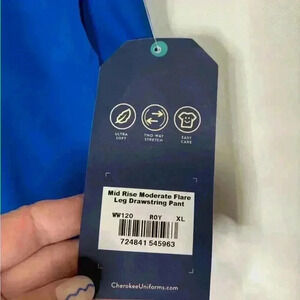 ULTRA SOFT
TWO WAY STRETCH
EASY CARE
Mid Rise Moderate Flare
Leg Drawstring Pant
WW120 ROY XL
724841 545963
CherokeeUniforms.com